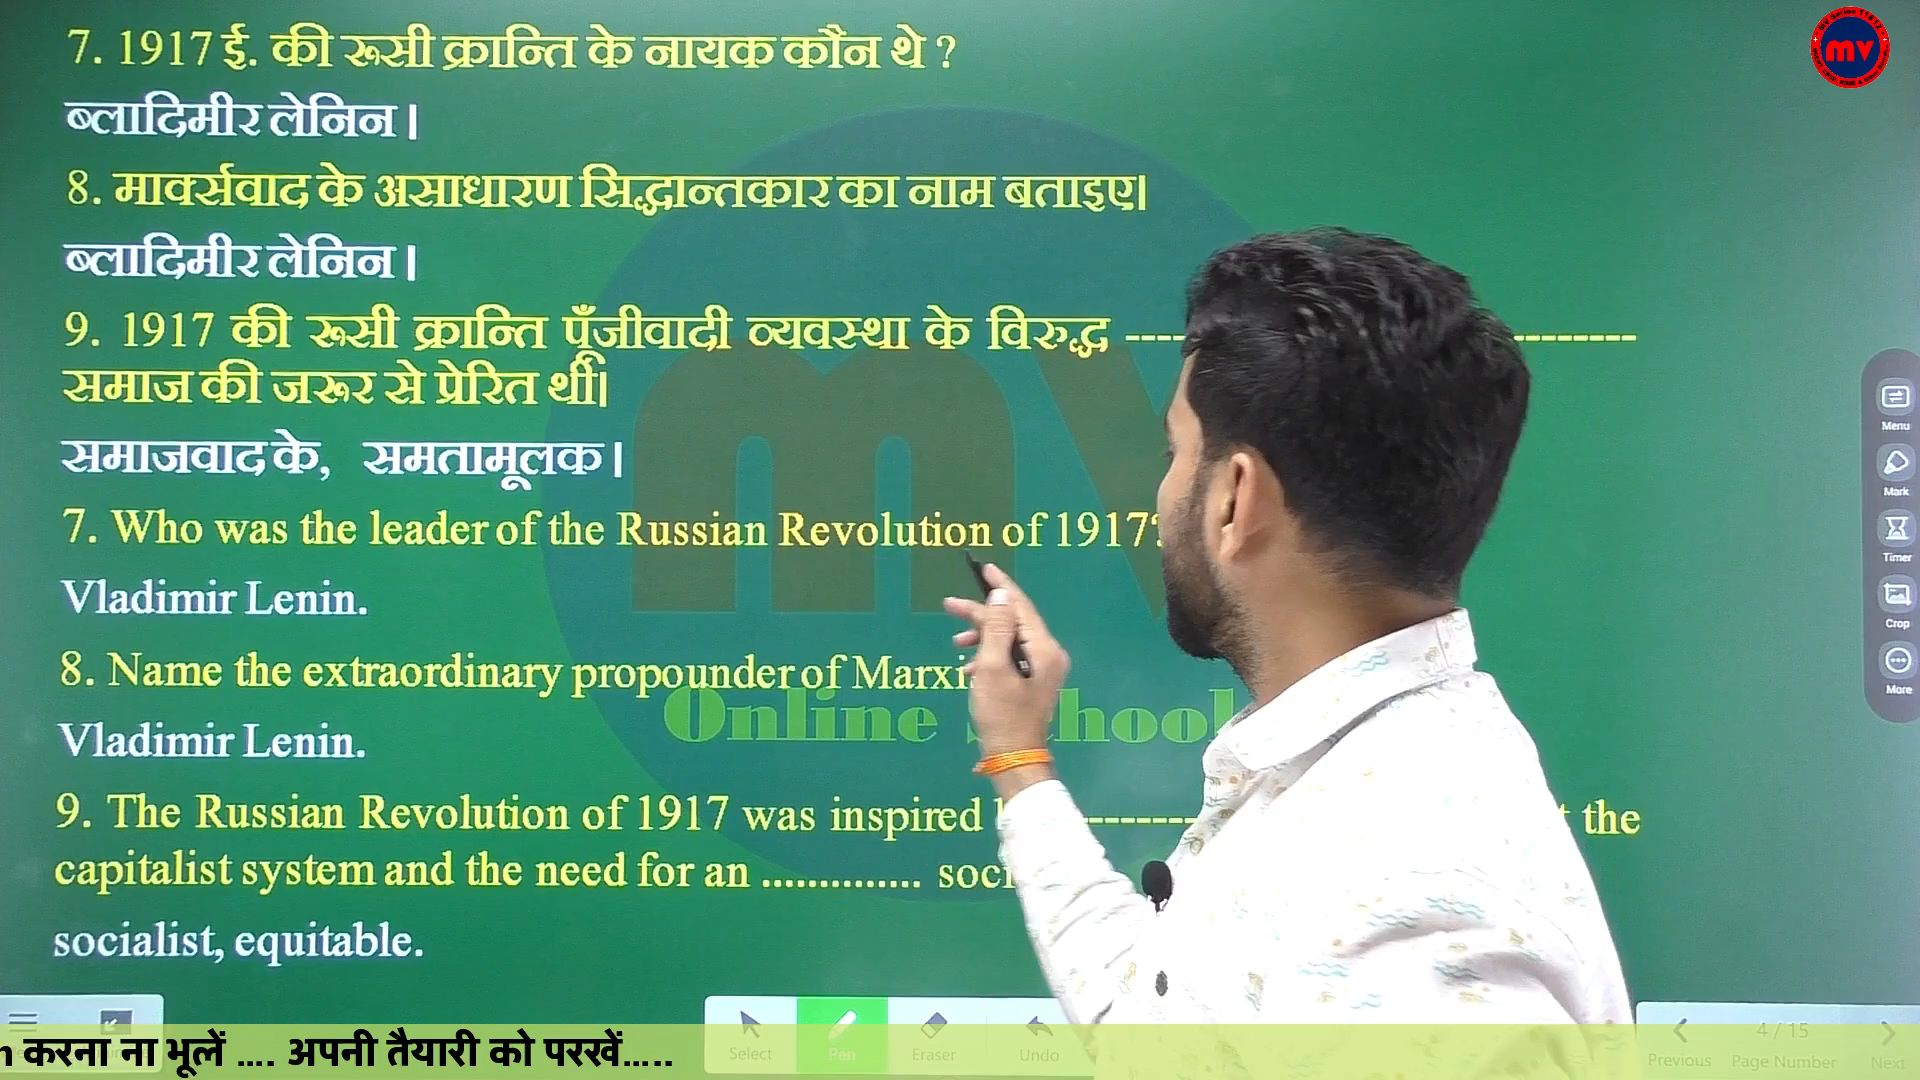 7. 1917 ई. की रूसी क्रान्ति के नायक कौन थे ?
ब्लादिमीर लेनिन।
8. मार्क्सवाद के असाधारण सिद्धान्तकार का नाम बताइए।
ब्लादिमीर लेनिन।
9. 1917 की रूसी क्रान्ति पूँजीवादी व्यवस्था के विरुद्ध ----
समाज की जरूर से प्रेरित थी।
समाजवाद के, समतामूलक।
7. Who was the leader of the Russian Revolution of 1917?
Vladimir Lenin.
8. Name the extraordinary propounder of
Vladimir Lenin.
9. The Russian Revolution of 1917 was inspired ---- the
capitalist system and the need for an ..............
socialist, equitable.
mv
Online School
mv
Menu
Mark
Timer
Crop
More
Select
Pen
Eraser
Undo
4 / 15
Previous Page Number Next
करना ना भूलें .... अपनी तैयारी को परखें.....